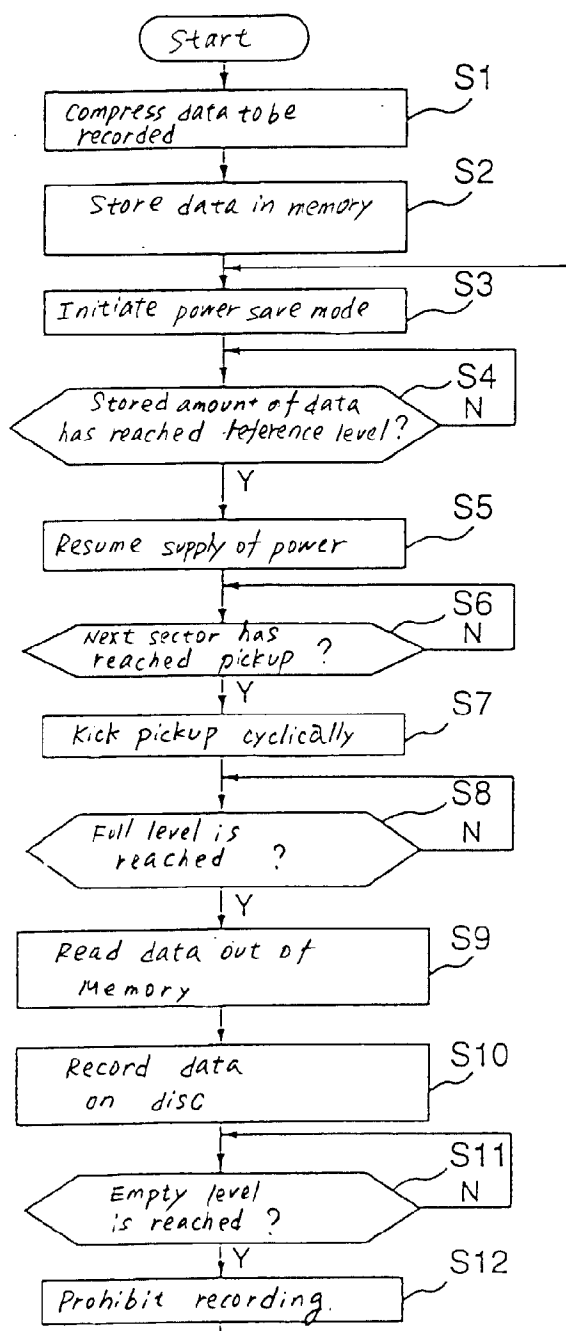 Start
S1
Compress data to be
recorded
S2
Store data in memory
S3
Initiate power save mode
S4
Stored amount of data
has reached reference level?
N
Y
S5
Resume supply of power
S6
Next sector has
reached pickup ?
N
Y
S7
Kick pickup cyclically
S8
Full level is
reached ?
N
Y
S9
Read data out of
Memory
S10
Record data
on disc
S11
Empty level
is reached ?
N
Y
S12
Prohibit recording.